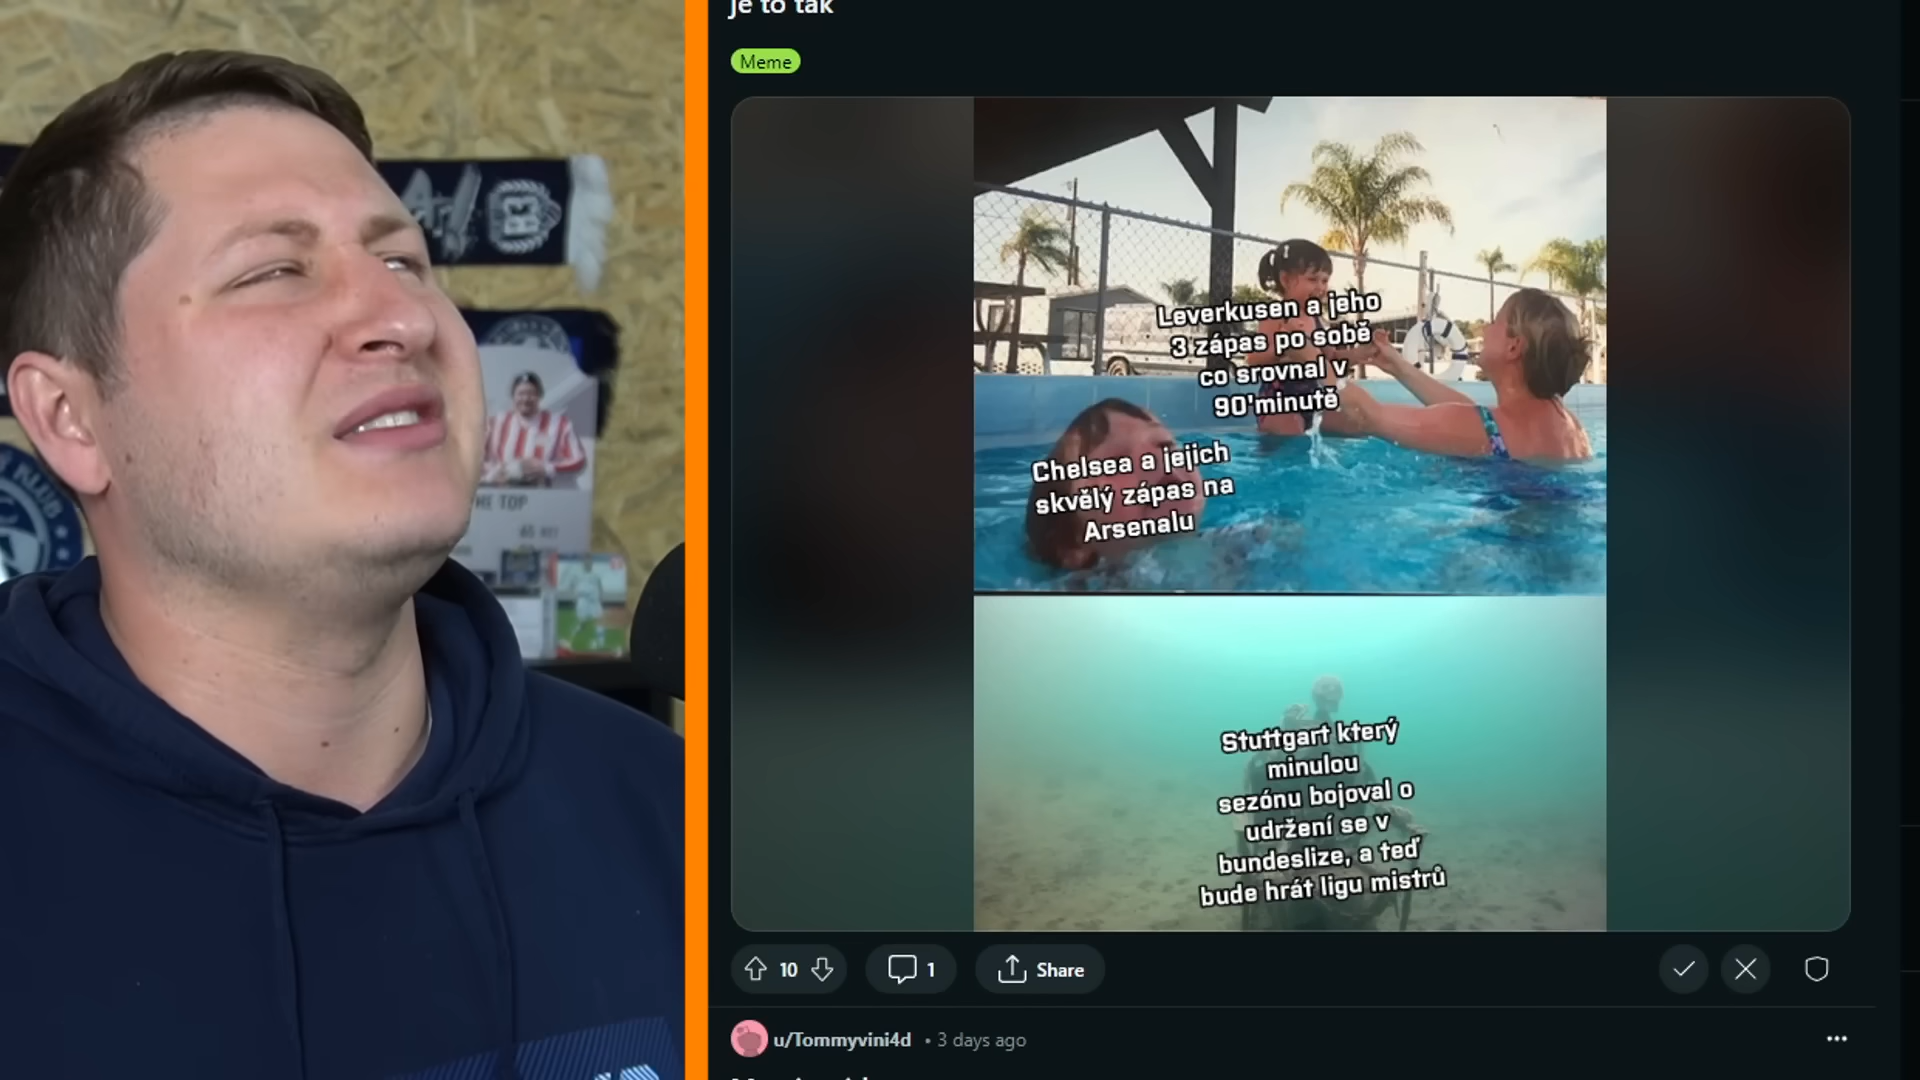 Je to tak
Meme
Leverkusen a jeho
3 zápas po sobě
co srovnal v
90'minutě
Chelsea a jejich
skvělý zápas na
Arsenalu
Stuttgart který
minulou
sezónu bojoval o
udržení se v
bundeslize, a teď
bude hrát ligu mistrů
10
1
Share
u/Tommyvini4d • 3 days ago
HE TOP